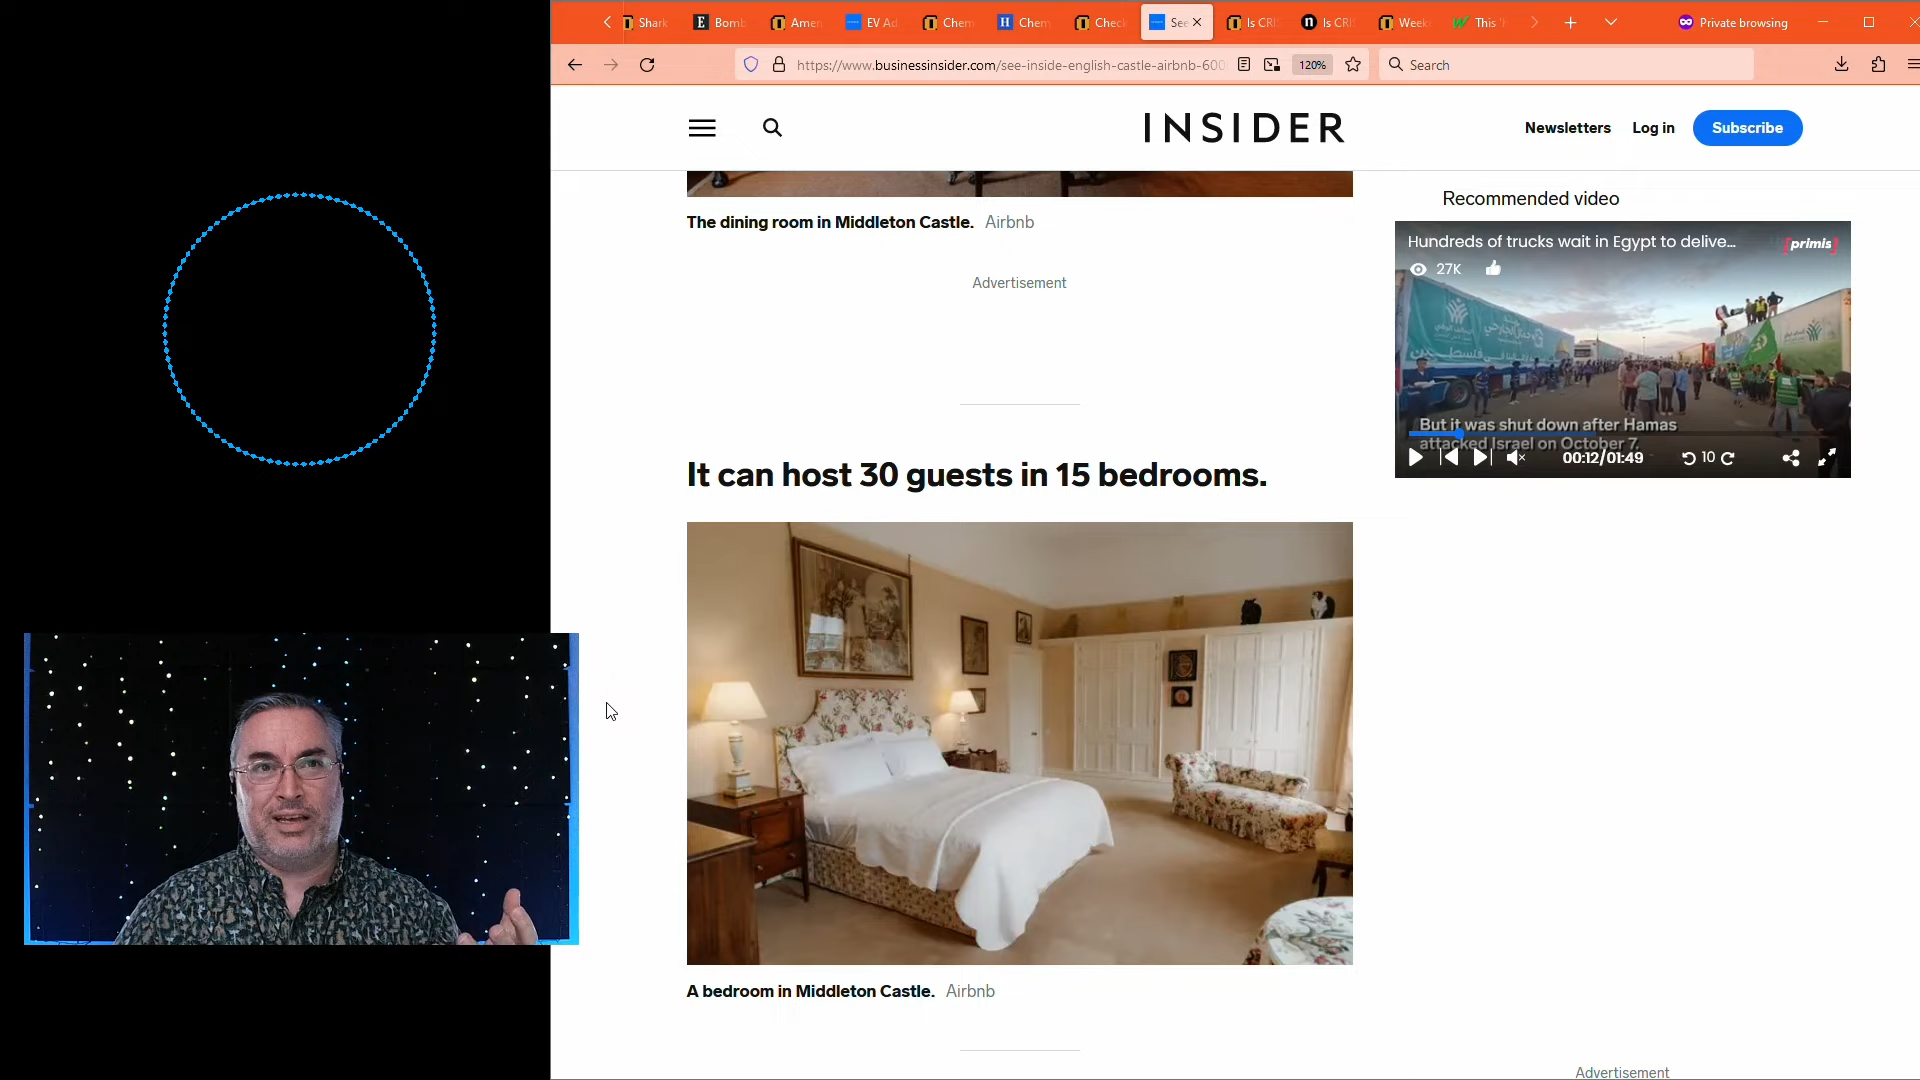 Shark
Bomb
Amer
EV Ad
Chem
Chem
Check
See
Is CRI
Is CRI
Week
This
Private browsing
https://www.businessinsider.com/see-inside-english-castle-airbnb-600
120%
Search
INSIDER
Newsletters
Log in
Subscribe
The dining room in Middleton Castle. Airbnb
Advertisement
Recommended video
Hundreds of trucks wait in Egypt to delive...
primis
27K
But it was shut down after Hamas
attacked Israel on October 7.
00:12/01:49
10
It can host 30 guests in 15 bedrooms.
A bedroom in Middleton Castle. Airbnb
Advertisement